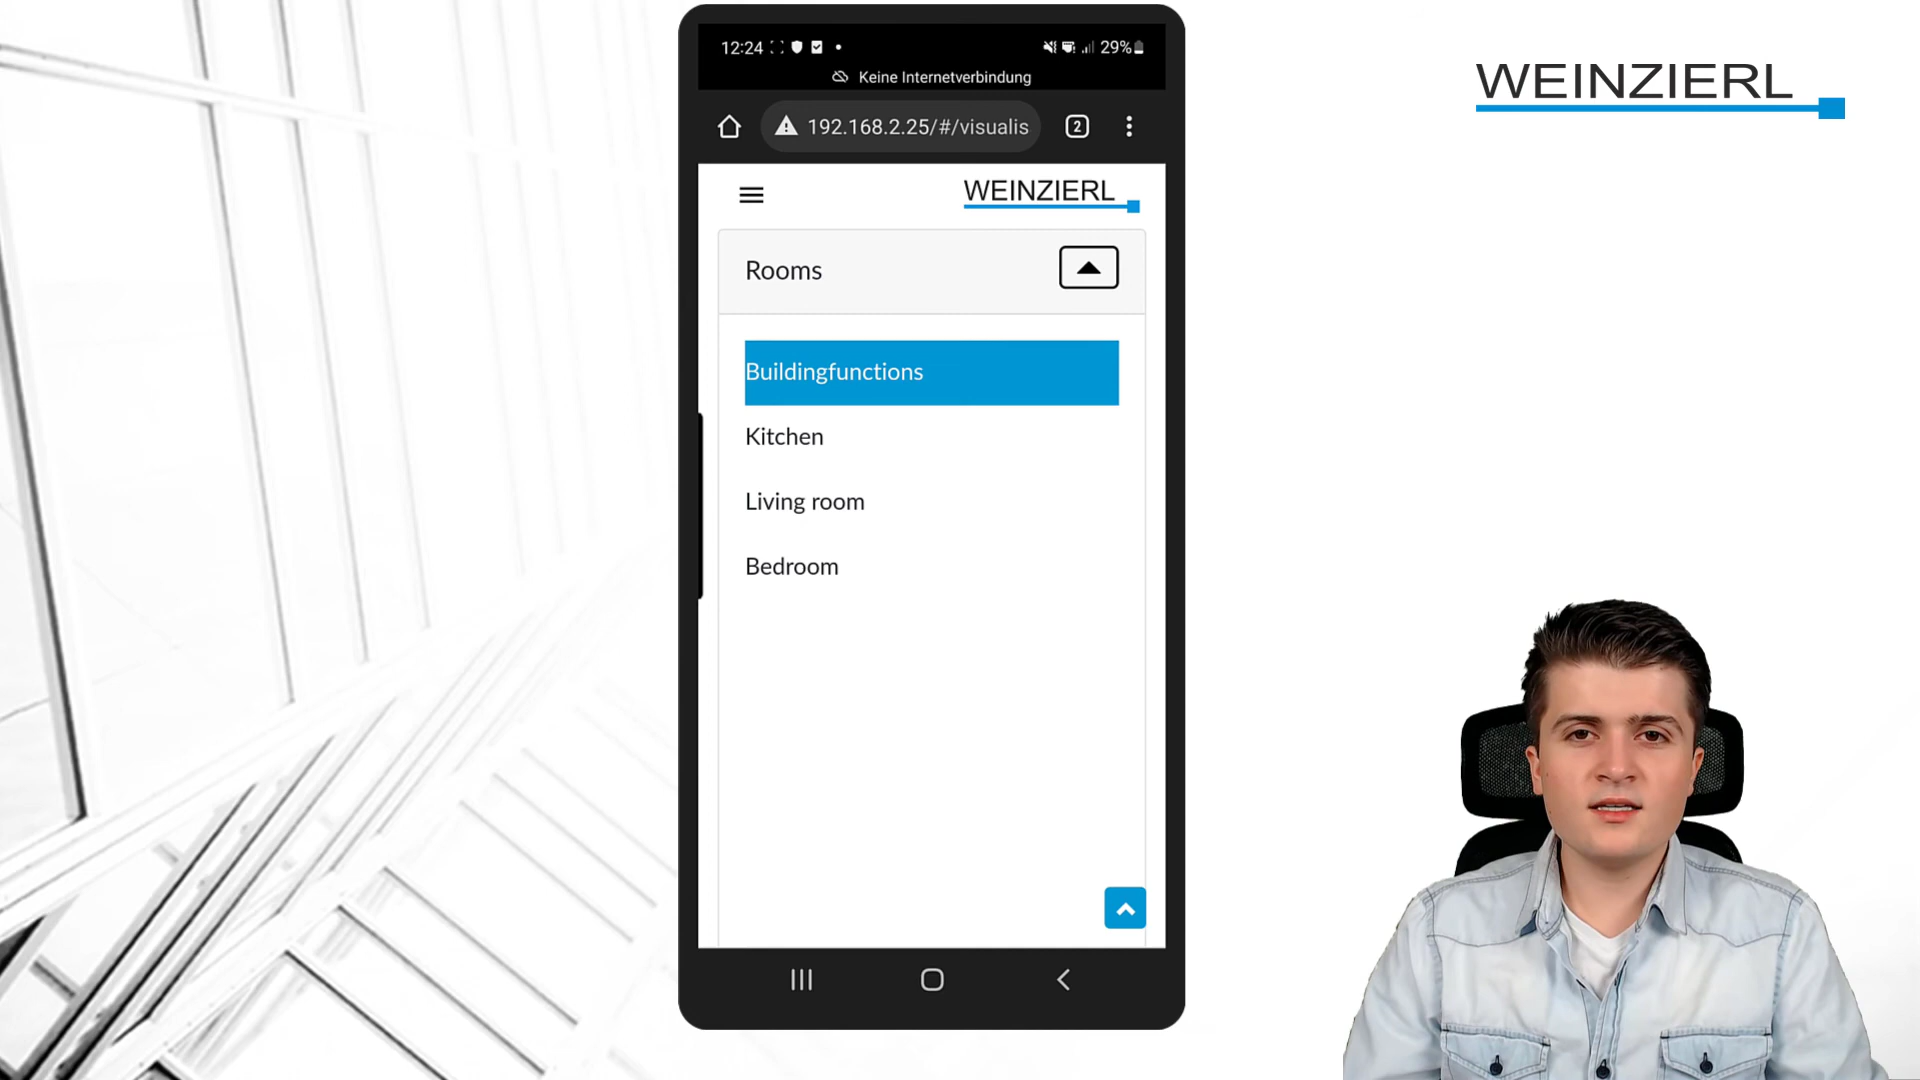 12:24
29%
Keine Internetverbindung
192.168.2.25/#/visualis
2
WEINZIERL
WEINZIERL
Rooms
Buildingfunctions
Kitchen
Living room
Bedroom